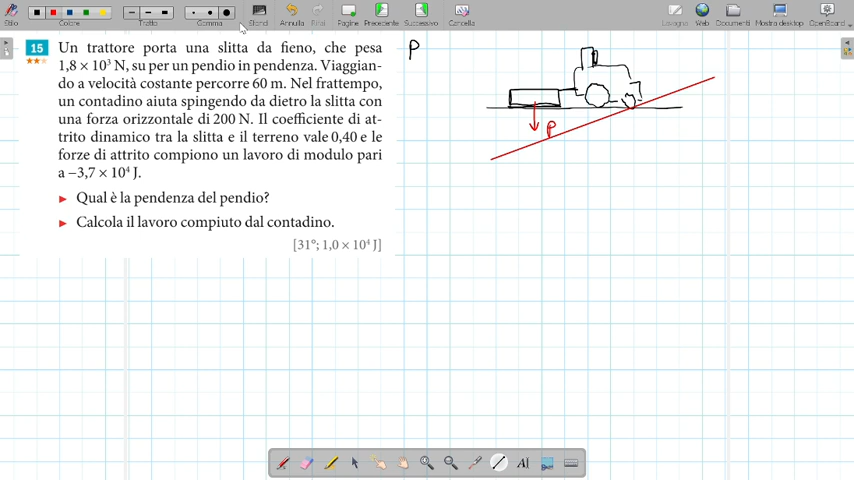 Stilo
Colore
Tratto
Gomma
Sfondi
Annulla
Rifai
Pagine
Precedente
Successivo
Cancella
Lavagna
Web
Documenti
Mostra desktop
OpenBoard
15 Un trattore porta una slitta da fieno, che pesa
1,8 × 10³ N, su per un pendio in pendenza. Viaggian-
do a velocità costante percorre 60 m. Nel frattempo,
un contadino aiuta spingendo da dietro la slitta con
una forza orizzontale di 200 N. Il coefficiente di at-
trito dinamico tra la slitta e il terreno vale 0,40 e le
forze di attrito compiono un lavoro di modulo pari
a −3,7 × 10⁴ J.
► Qual è la pendenza del pendio?
► Calcola il lavoro compiuto dal contadino.
[31°; 1,0 × 10⁴ J]
P
P